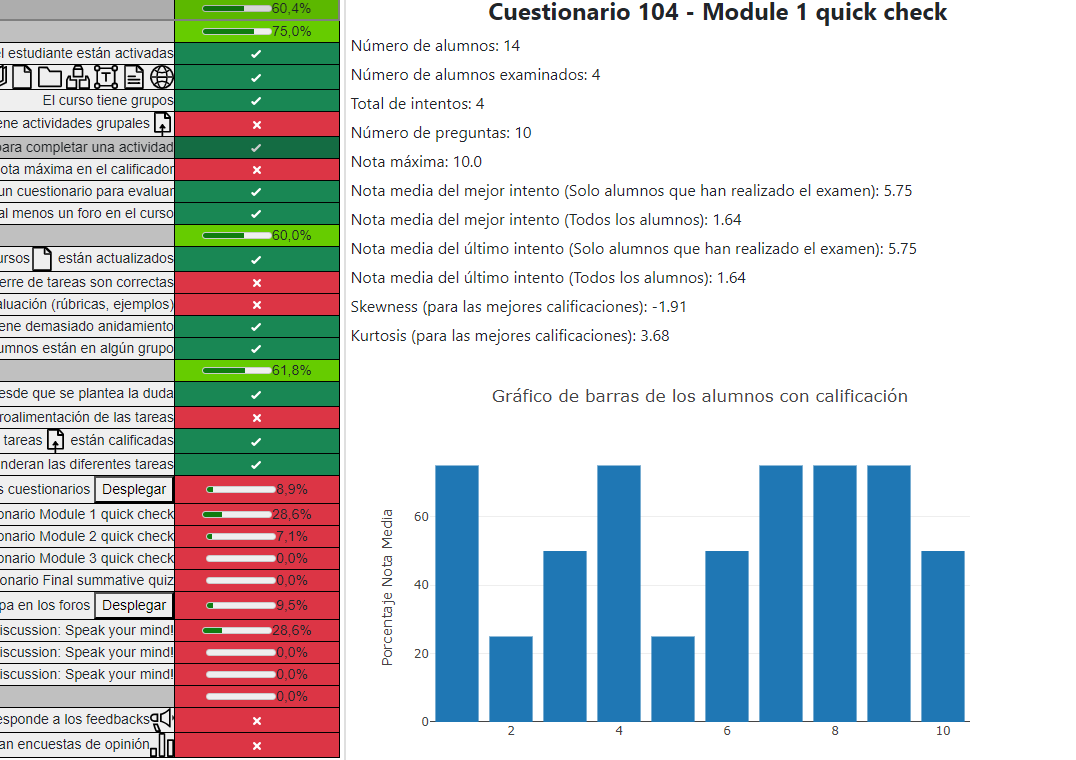 60,4%
75,0%
el estudiante están activadas
El curso tiene grupos
ene actividades grupales
para completar una actividad
nota máxima en el calificador
un cuestionario para evaluar
al menos un foro en el curso
60,0%
ursos están actualizados
erre de tareas son correctas
aluación (rúbricas, ejemplos)
ene demasiado anidamiento
umnos están en algún grupo
61,8%
esde que se plantea la duda
roalimentación de las tareas
tareas están calificadas
nderan las diferentes tareas
s cuestionarios Desplegar 8,9%
onario Module 1 quick check 28,6%
onario Module 2 quick check 7,1%
onario Module 3 quick check 0,0%
onario Final summative quiz 0,0%
pa en los foros Desplegar 9,5%
iscussion: Speak your mind! 28,6%
iscussion: Speak your mind! 0,0%
iscussion: Speak your mind! 0,0%
0,0%
esponde a los feedbacks
an encuestas de opinión
Cuestionario 104 - Module 1 quick check
Número de alumnos: 14
Número de alumnos examinados: 4
Total de intentos: 4
Número de preguntas: 10
Nota máxima: 10.0
Nota media del mejor intento (Solo alumnos que han realizado el examen): 5.75
Nota media del mejor intento (Todos los alumnos): 1.64
Nota media del último intento (Solo alumnos que han realizado el examen): 5.75
Nota media del último intento (Todos los alumnos): 1.64
Skewness (para las mejores calificaciones): -1.91
Kurtosis (para las mejores calificaciones): 3.68
Gráfico de barras de los alumnos con calificación
Porcentaje Nota Media
60
40
20
0
2 4 6 8 10